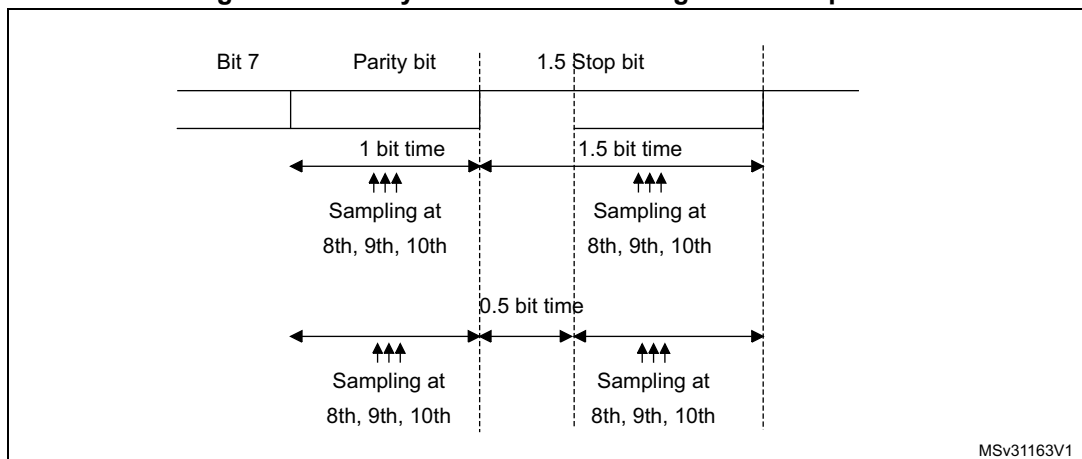 Bit 7 Parity bit 1.5 Stop bit
1 bit time 1.5 bit time
Sampling at Sampling at
8th, 9th, 10th 8th, 9th, 10th
0.5 bit time
Sampling at Sampling at
8th, 9th, 10th 8th, 9th, 10th
MSv31163V1